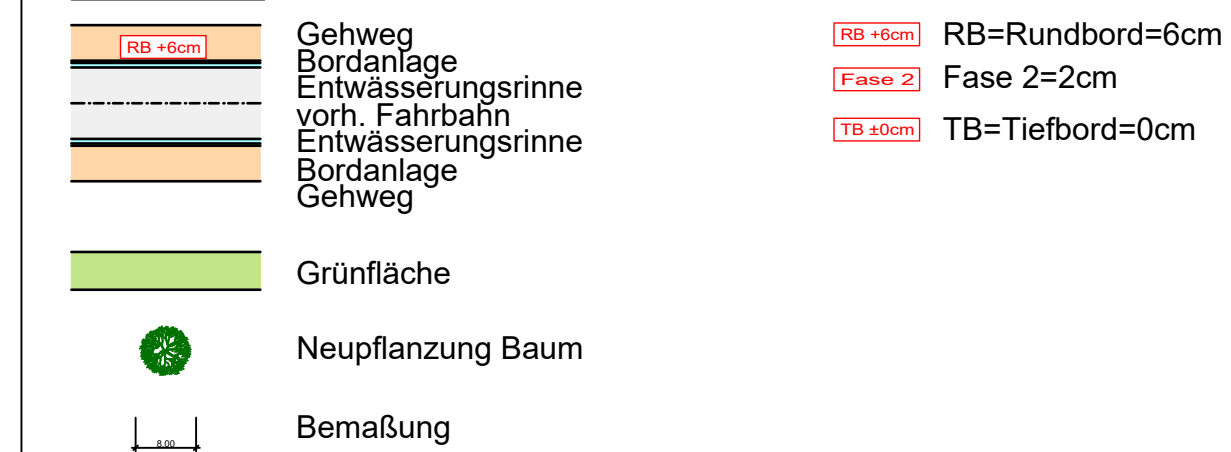 RB +6cm
Gehweg
Bordanlage
Entwässerungsrinne
vorh. Fahrbahn
Entwässerungsrinne
Bordanlage
Gehweg
Grünfläche
Neupflanzung Baum
8.00
Bemaßung
RB +6cm RB=Rundbord=6cm
Fase 2 Fase 2=2cm
TB ±0cm TB=Tiefbord=0cm